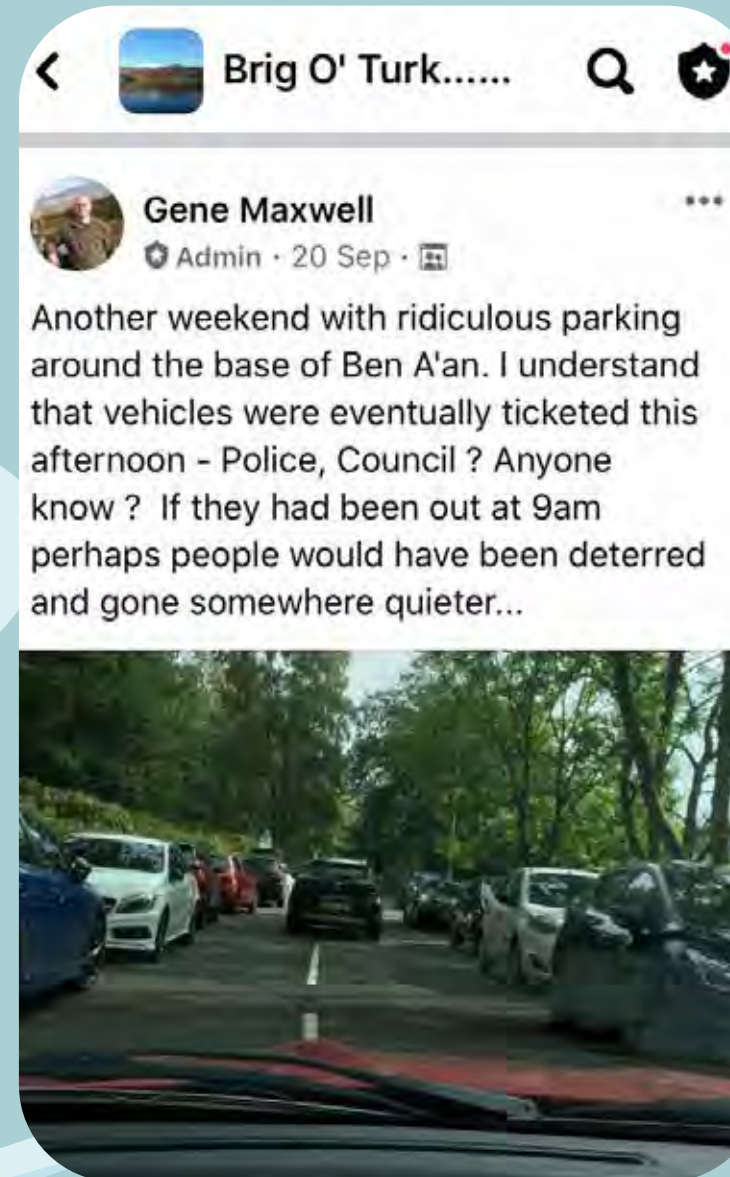 Brig O' Turk......
Gene Maxwell
Admin · 20 Sep ·
Another weekend with ridiculous parking
around the base of Ben A'an. I understand
that vehicles were eventually ticketed this
afternoon - Police, Council ? Anyone
know ?  If they had been out at 9am
perhaps people would have been deterred
and gone somewhere quieter...